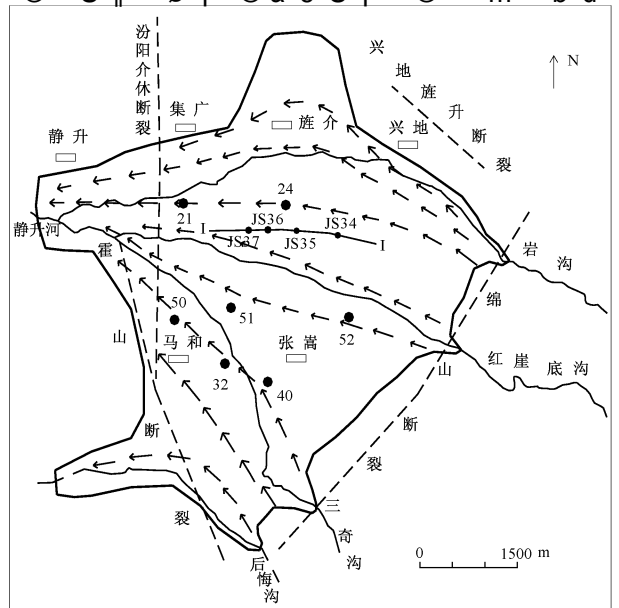 汾阳介休断裂
兴地旌升断裂
N
集广
静升
旌介
兴地
24
21
静升河
I
JS36
JS34
JS37
JS35
I
岩沟
霍山断裂
绵山断裂
50
51
52
马和
张嵩
红崖底沟
32
40
三奇沟
后悔沟
0 1500 m